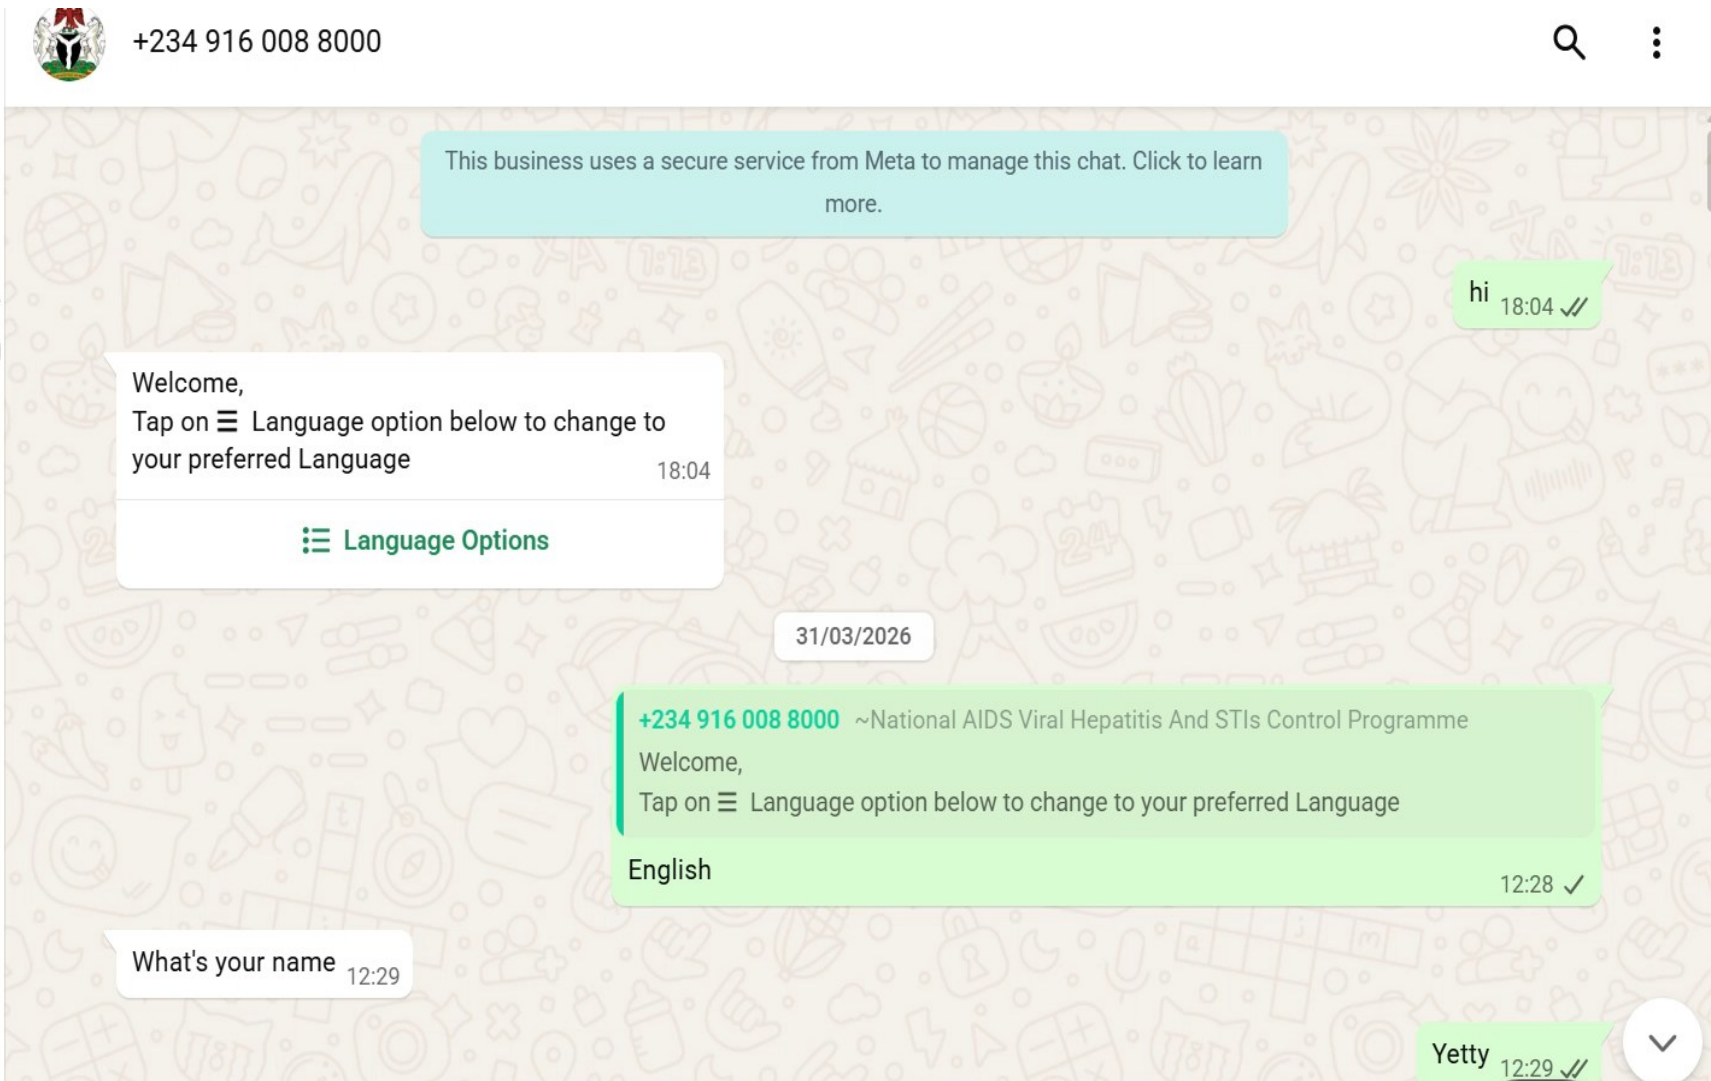 +234 916 008 8000
This business uses a secure service from Meta to manage this chat. Click to learn
more.
hi 18:04
Welcome,
Tap on ☰ Language option below to change to
your preferred Language 18:04
Language Options
31/03/2026
+234 916 008 8000 ~National AIDS Viral Hepatitis And STIs Control Programme
Welcome,
Tap on ☰ Language option below to change to your preferred Language
English 12:28
What's your name 12:29
Yetty 12:29